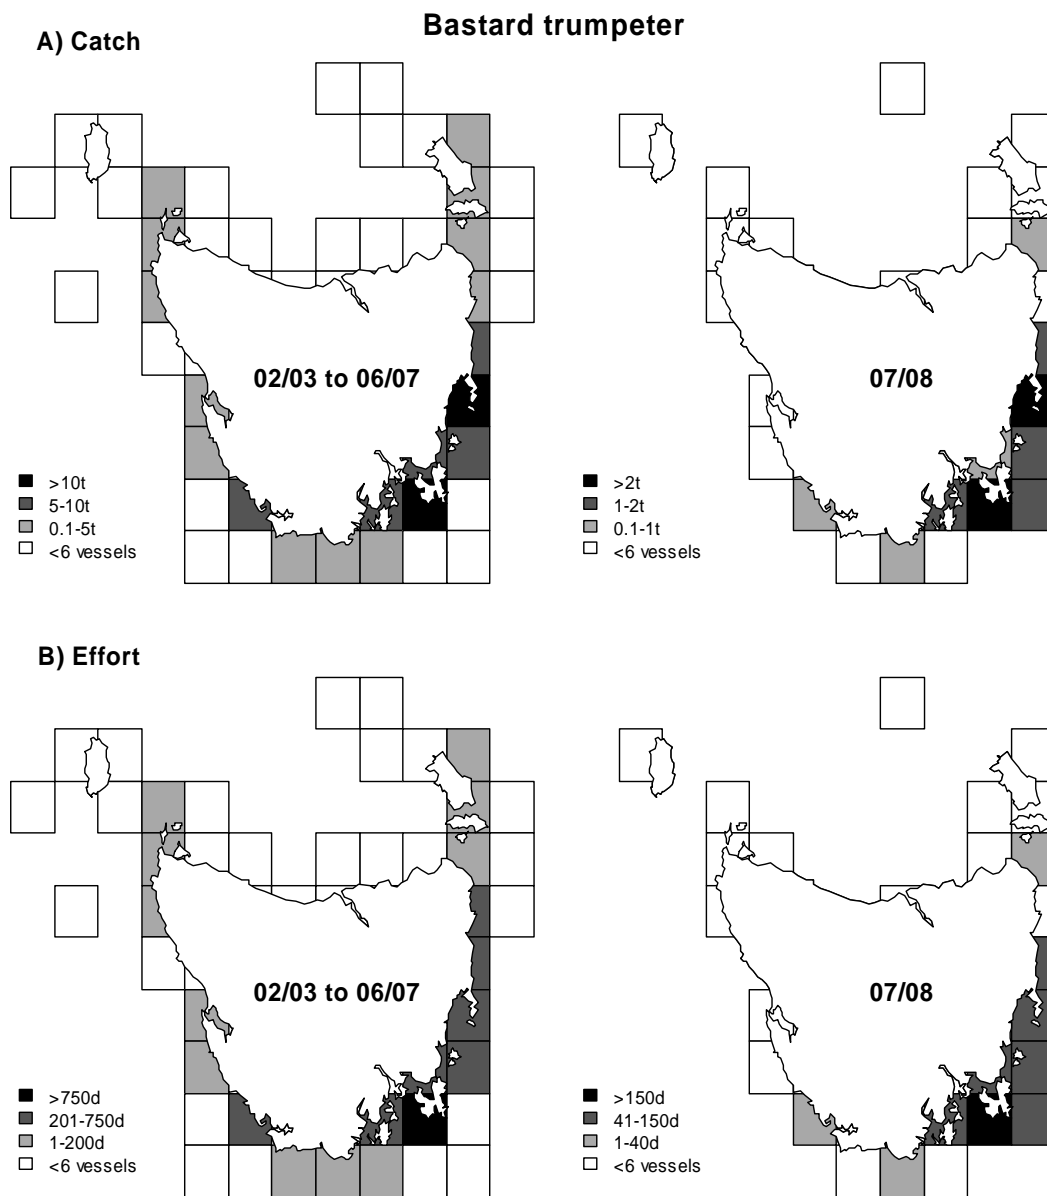 Bastard trumpeter
A) Catch
02/03 to 06/07
07/08
>10t
5-10t
0.1-5t
<6 vessels
>2t
1-2t
0.1-1t
<6 vessels
B) Effort
02/03 to 06/07
07/08
>750d
201-750d
1-200d
<6 vessels
>150d
41-150d
1-40d
<6 vessels